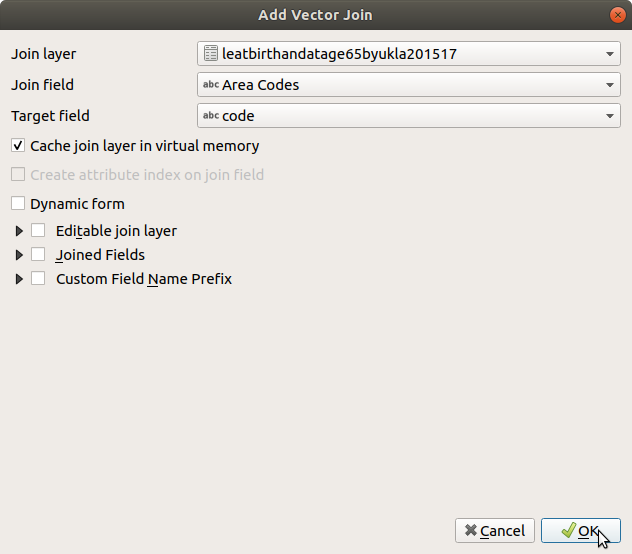 Add Vector Join
Join layer leatbirthandatage65byukla201517
Join field abc Area Codes
Target field abc code
Cache join layer in virtual memory
Create attribute index on join field
Dynamic form
Editable join layer
Joined Fields
Custom Field Name Prefix
Cancel OK